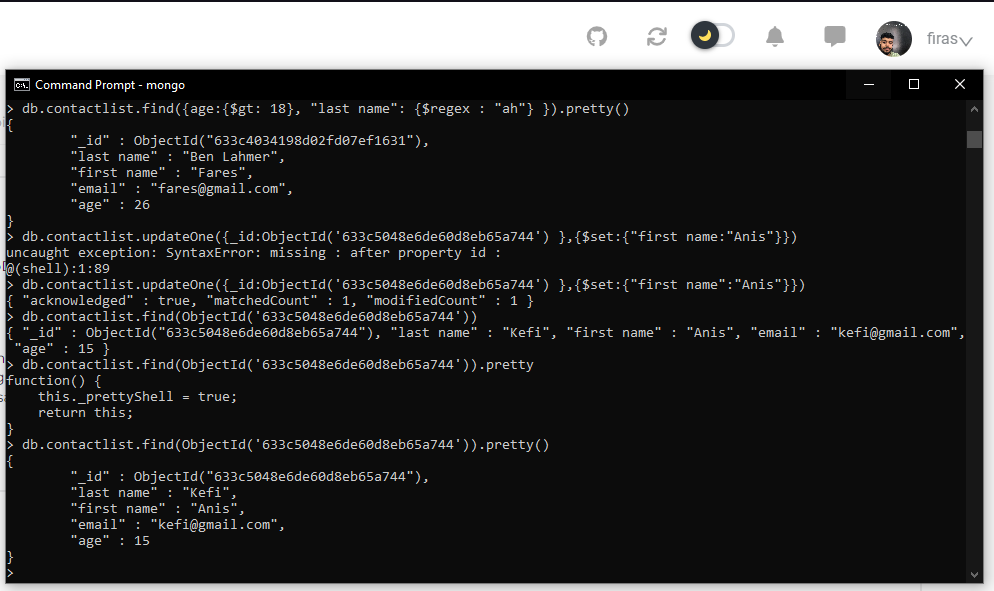 firas
Command Prompt - mongo
> db.contactlist.find({age:{$gt: 18}, "last name": {$regex : "ah"} }).pretty()
{
        "_id" : ObjectId("633c4034198d02fd07ef1631"),
        "last name" : "Ben Lahmer",
        "first name" : "Fares",
        "email" : "fares@gmail.com",
        "age" : 26
}
> db.contactlist.updateOne({_id:ObjectId('633c5048e6de60d8eb65a744') },{$set:{"first name:"Anis"}})
uncaught exception: SyntaxError: missing : after property id :
@(shell):1:89
> db.contactlist.updateOne({_id:ObjectId('633c5048e6de60d8eb65a744') },{$set:{"first name":"Anis"}})
{ "acknowledged" : true, "matchedCount" : 1, "modifiedCount" : 1 }
> db.contactlist.find(ObjectId('633c5048e6de60d8eb65a744'))
{ "_id" : ObjectId("633c5048e6de60d8eb65a744"), "last name" : "Kefi", "first name" : "Anis", "email" : "kefi@gmail.com",
 "age" : 15 }
> db.contactlist.find(ObjectId('633c5048e6de60d8eb65a744')).pretty
function() {
    this._prettyShell = true;
    return this;
}
> db.contactlist.find(ObjectId('633c5048e6de60d8eb65a744')).pretty()
{
        "_id" : ObjectId("633c5048e6de60d8eb65a744"),
        "last name" : "Kefi",
        "first name" : "Anis",
        "email" : "kefi@gmail.com",
        "age" : 15
}
>